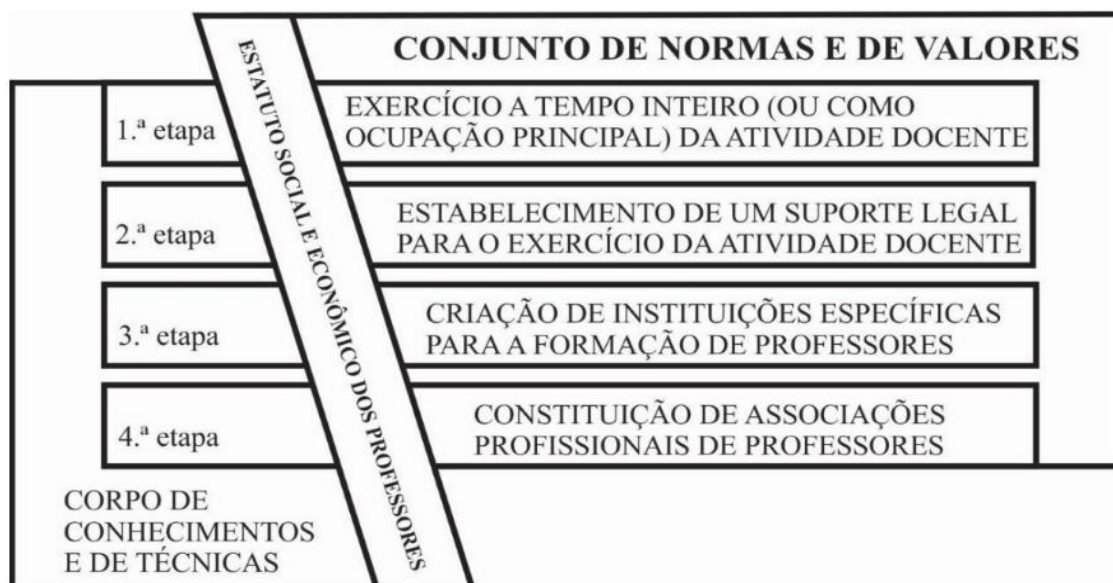 CONJUNTO DE NORMAS E DE VALORES
ESTATUTO SOCIAL E ECONÔMICO DOS PROFESSORES
1.ª etapa
EXERCÍCIO A TEMPO INTEIRO (OU COMO
OCUPAÇÃO PRINCIPAL) DA ATIVIDADE DOCENTE
2.ª etapa
ESTABELECIMENTO DE UM SUPORTE LEGAL
PARA O EXERCÍCIO DA ATIVIDADE DOCENTE
3.ª etapa
CRIAÇÃO DE INSTITUIÇÕES ESPECÍFICAS
PARA A FORMAÇÃO DE PROFESSORES
4.ª etapa
CONSTITUIÇÃO DE ASSOCIAÇÕES
PROFISSIONAIS DE PROFESSORES
CORPO DE
CONHECIMENTOS
E DE TÉCNICAS